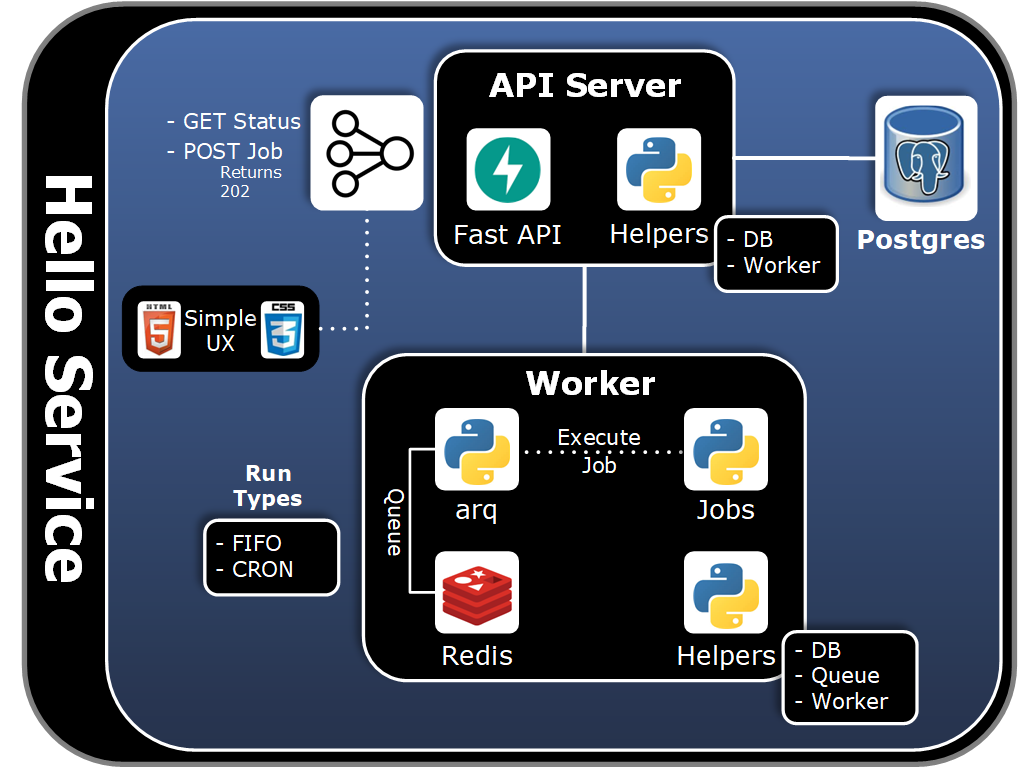 Hello Service
API Server
- GET Status
- POST Job
Returns
202
Fast API
Helpers
- DB
- Worker
Postgres
HTML
5
Simple
UX
CSS
3
Worker
Execute
Job
arq
Jobs
Queue
Run
Types
- FIFO
- CRON
Redis
Helpers
- DB
- Queue
- Worker